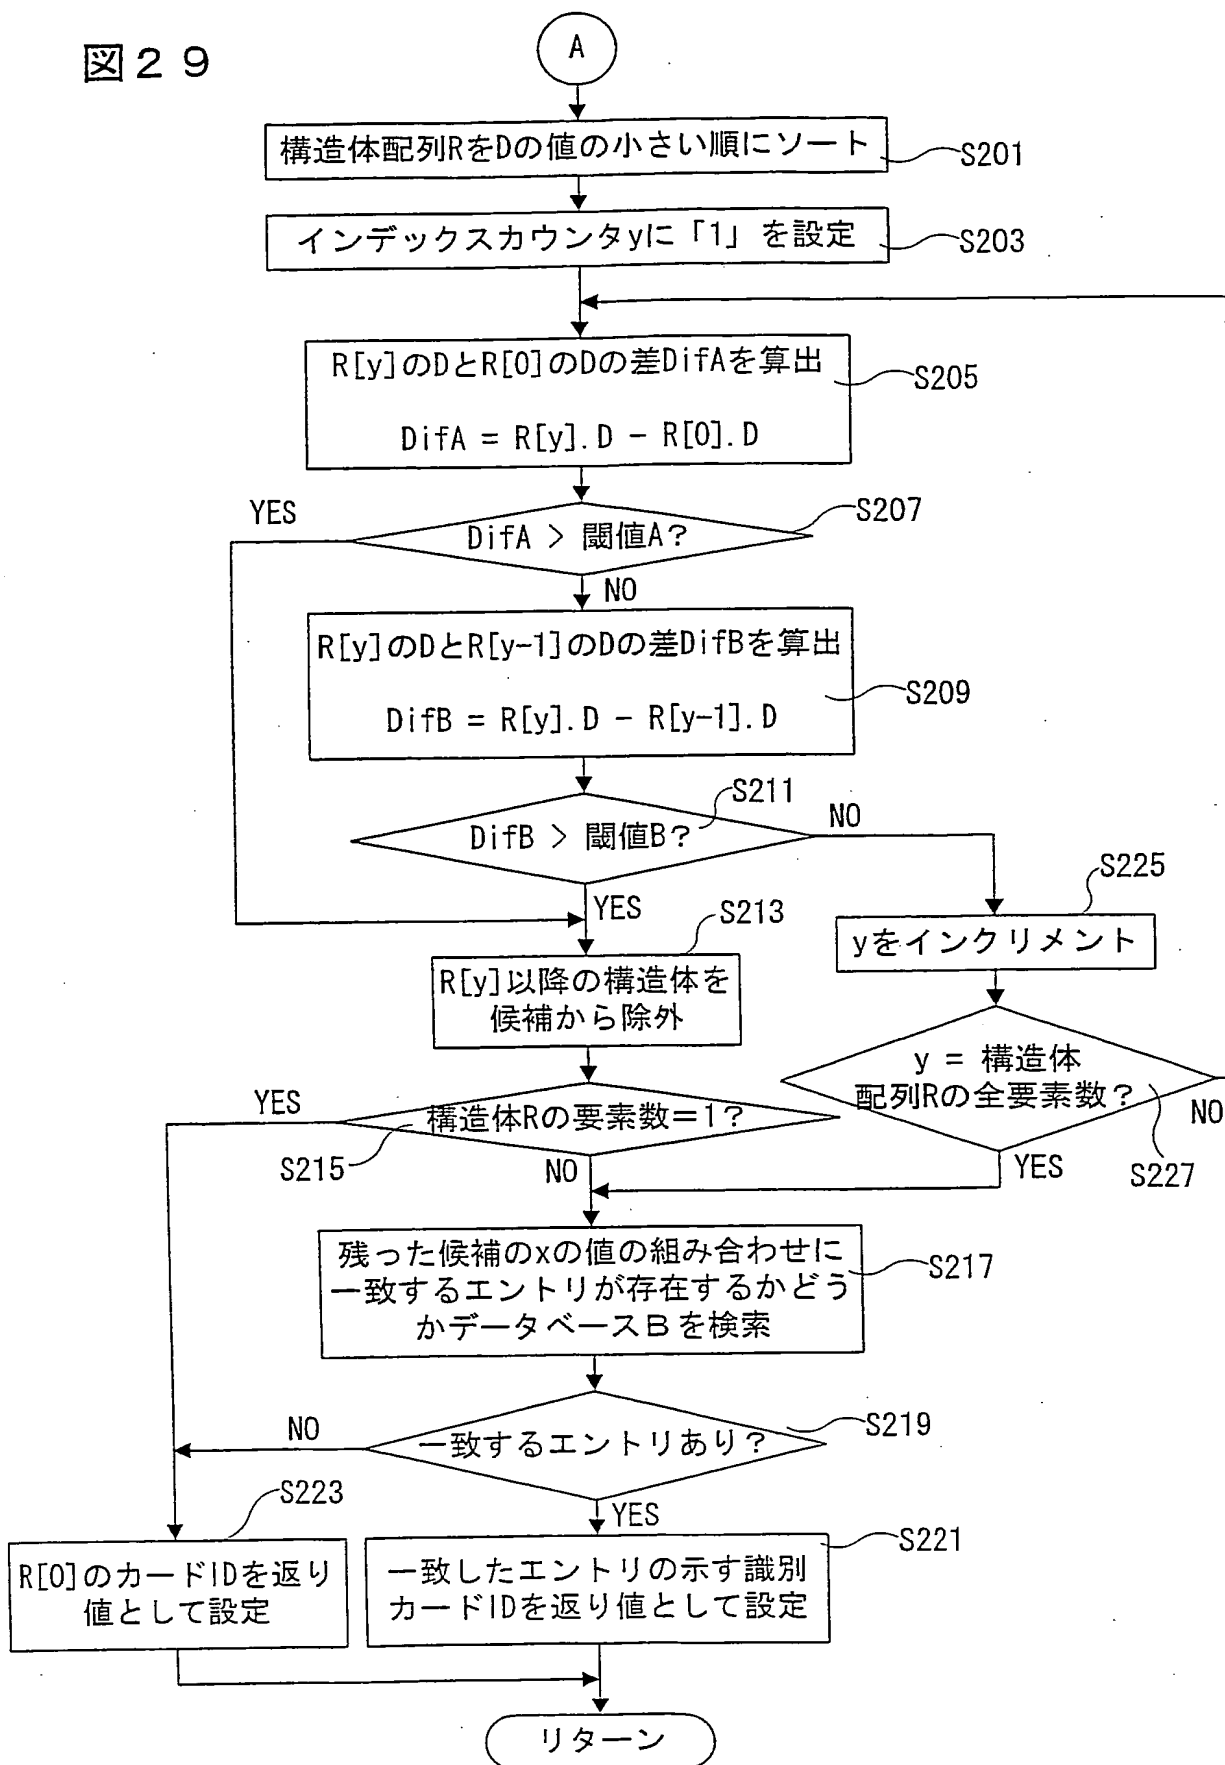 図29
A
構造体配列RをDの値の小さい順にソート
S201
インデックスカウンタyに「1」を設定
S203
R[y]のDとR[0]のDの差DifAを算出
DifA = R[y].D − R[0].D
S205
YES
DifA > 閾値A?
S207
NO
R[y]のDとR[y-1]のDの差DifBを算出
DifB = R[y].D − R[y-1].D
S209
DifB > 閾値B?
S211
NO
YES
S225
yをインクリメント
S213
R[y]以降の構造体を
候補から除外
y = 構造体
配列Rの全要素数?
NO
YES
S227
YES
構造体Rの要素数=1?
S215
NO
残った候補のxの値の組み合わせに
一致するエントリが存在するかどう
かデータベースBを検索
S217
NO
一致するエントリあり?
S219
YES
S223
R[0]のカードIDを返り
値として設定
S221
一致したエントリの示す識別
カードIDを返り値として設定
リターン